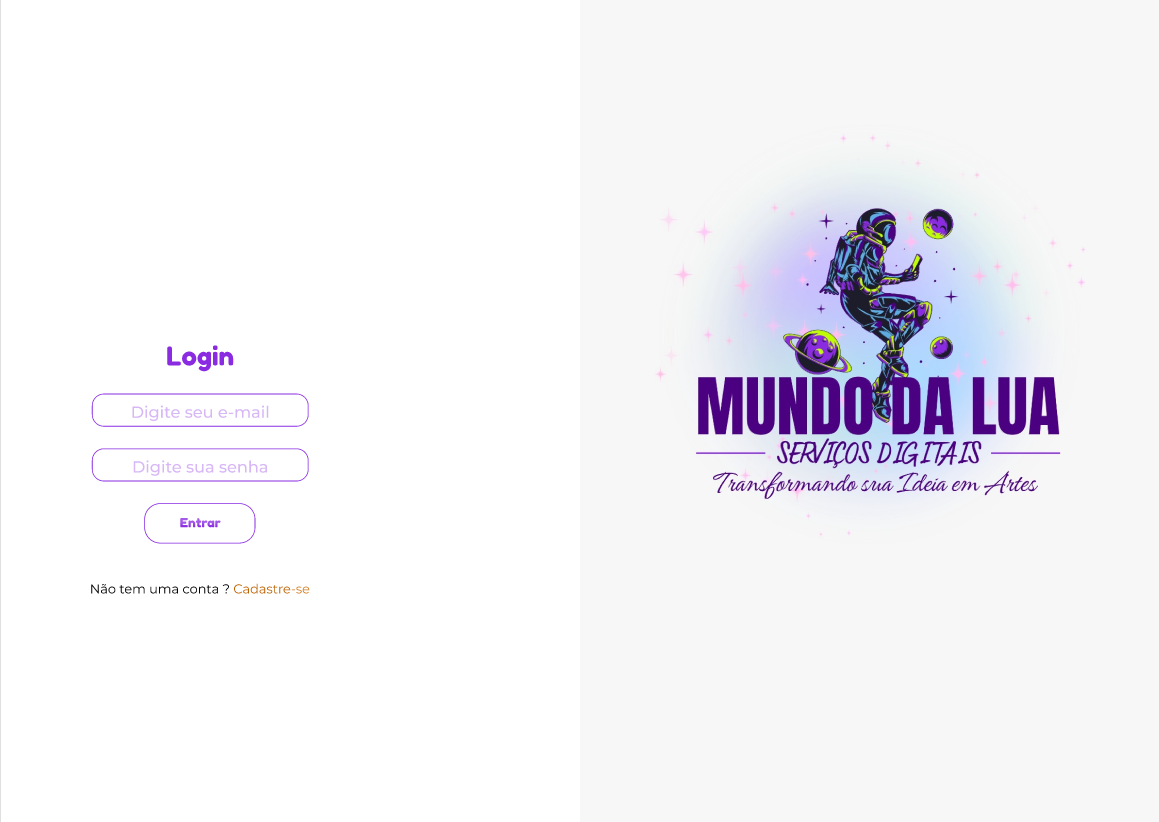 Login
Digite seu e-mail
Digite sua senha
Entrar
Não tem uma conta ? Cadastre-se
MUNDO DA LUA
SERVIÇOS DIGITAIS
Transformando sua Ideia em Artes